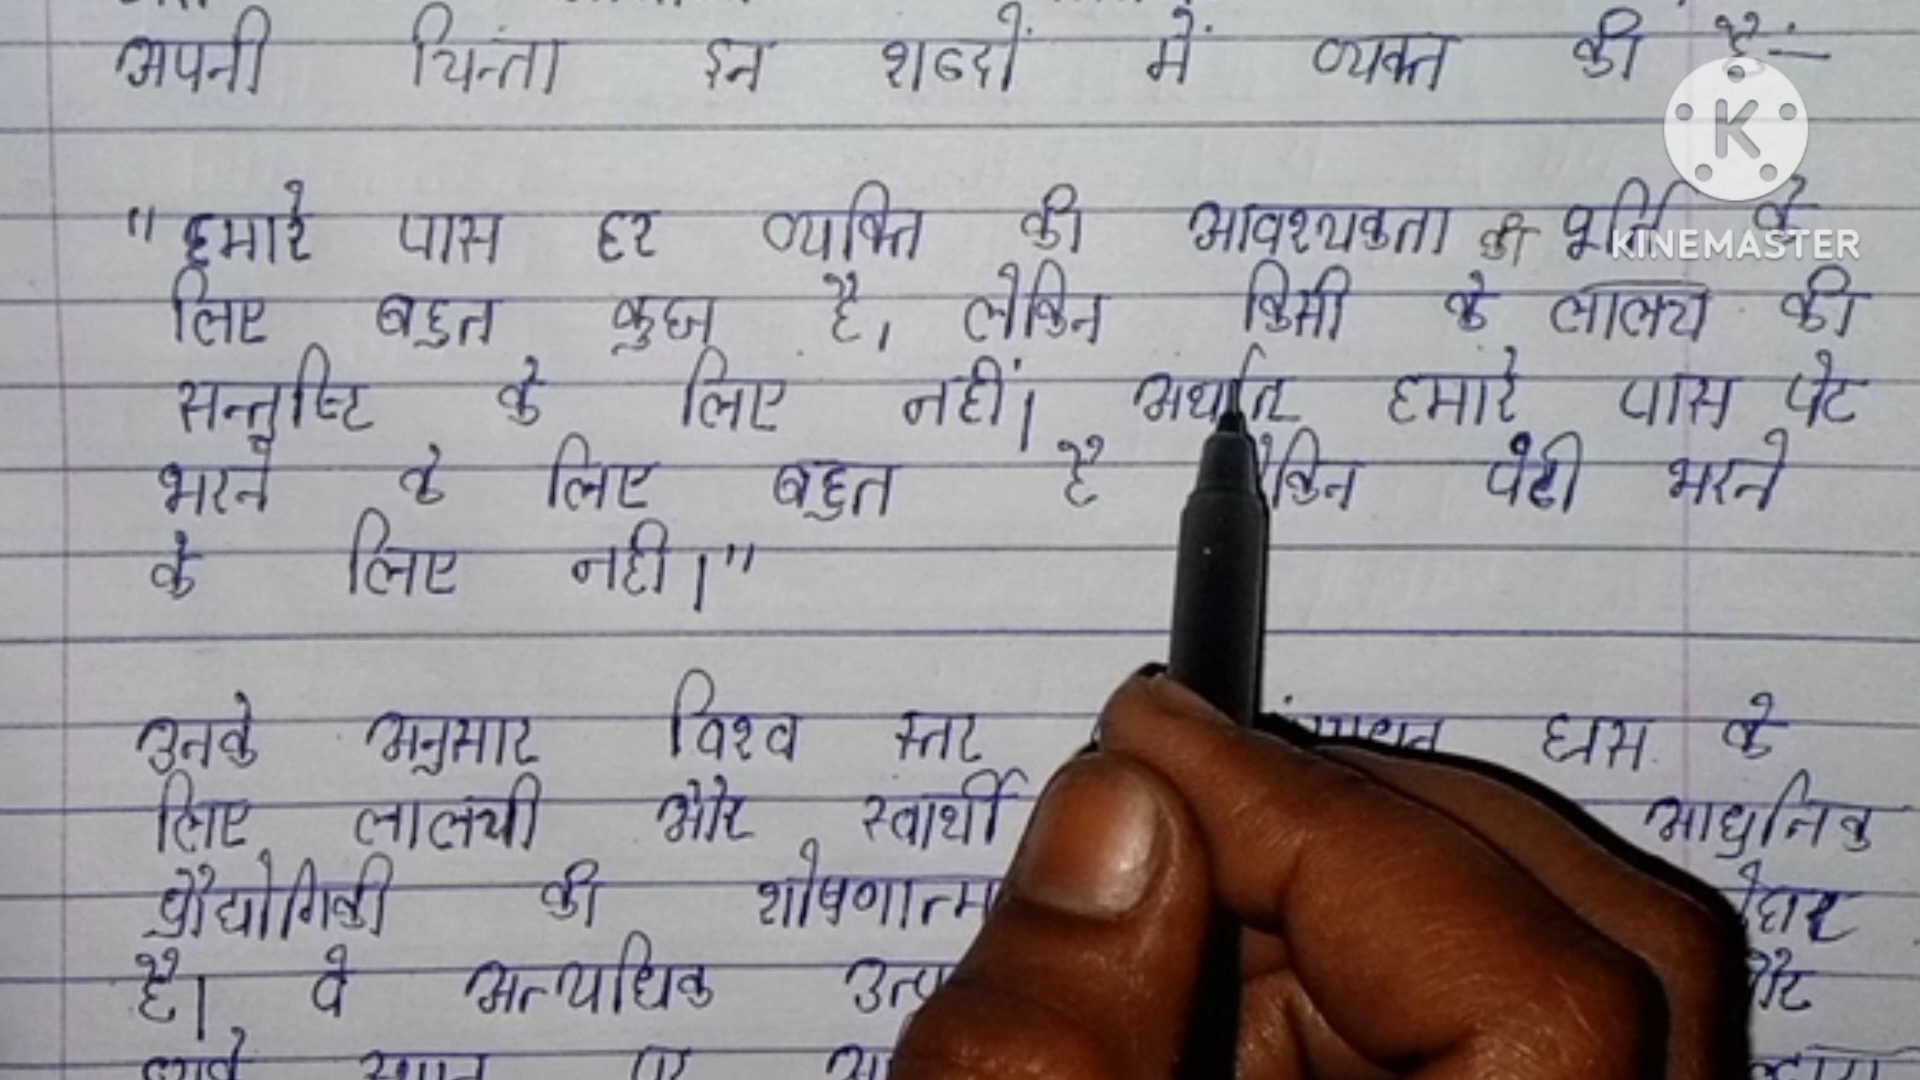 अपनी चिन्ता इन शब्दों में व्यक्त की है:-
K
KINEMASTER
"हमारे पास हर व्यक्ति की आवश्यकता की पूर्ति के
लिए बहुत कुछ है, लेकिन किसी के लालच की
सन्तुष्टि के लिए नहीं। अर्थात हमारे पास पेट
भरने के लिए बहुत है पेटी भरने
के लिए नही।"
उनके अनुसार विश्व स्तर ह्रास के
लिए लालची और स्वार्थी आधुनिक
प्रौद्योगिकी की
है। वे अत्यधिक